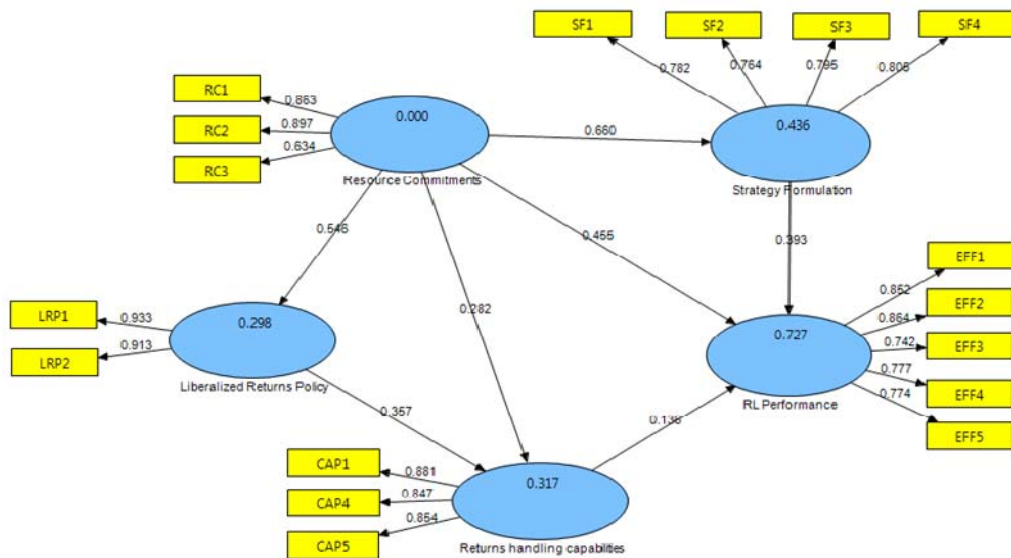 SF1
SF2
SF3
SF4
0.782
0.764
0.795
0.806
RC1
RC2
RC3
0.863
0.897
0.634
0.000
Resource Commitments
0.660
0.436
Strategy Formulation
0.546
0.455
0.393
0.282
LRP1
LRP2
0.933
0.913
0.298
Liberalized Returns Policy
0.727
IRL Performance
EFF1
EFF2
EFF3
EFF4
EFF5
0.852
0.864
0.742
0.777
0.774
0.357
0.136
CAP1
CAP4
CAP5
0.881
0.847
0.854
0.317
Returns handling capabilities